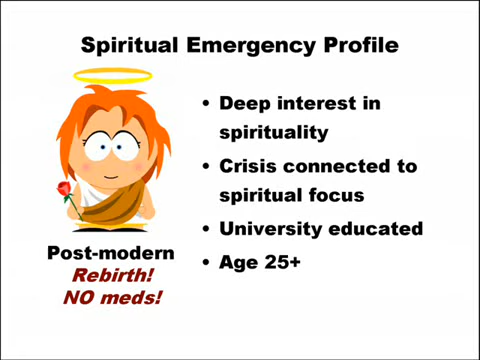 Spiritual Emergency Profile
• Deep interest in
spirituality
• Crisis connected to
spiritual focus
• University educated
• Age 25+
Post-modern
Rebirth!
NO meds!